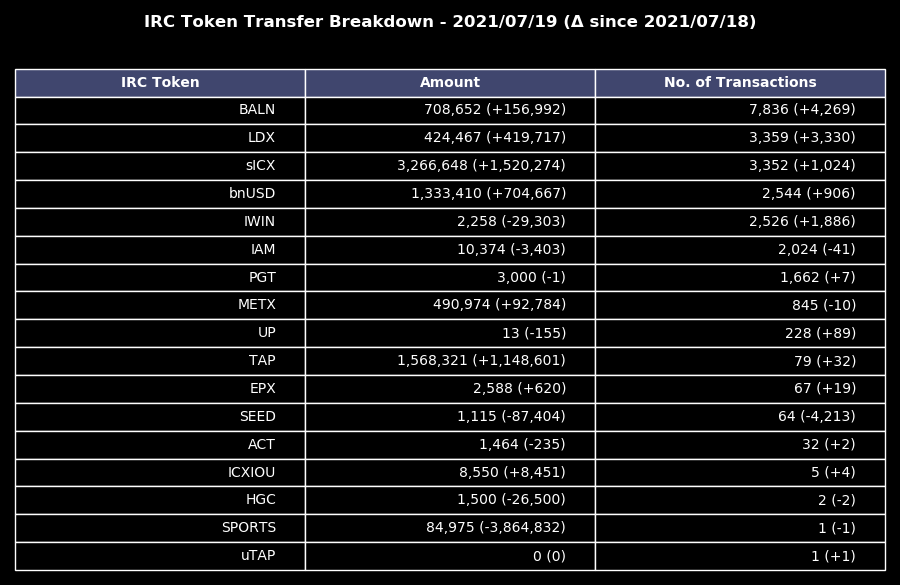 IRC Token Transfer Breakdown - 2021/07/19 (Δ since 2021/07/18)
IRC Token Amount No. of Transactions
BALN 708,652 (+156,992) 7,836 (+4,269)
LDX 424,467 (+419,717) 3,359 (+3,330)
sICX 3,266,648 (+1,520,274) 3,352 (+1,024)
bnUSD 1,333,410 (+704,667) 2,544 (+906)
IWIN 2,258 (-29,303) 2,526 (+1,886)
IAM 10,374 (-3,403) 2,024 (-41)
PGT 3,000 (-1) 1,662 (+7)
METX 490,974 (+92,784) 845 (-10)
UP 13 (-155) 228 (+89)
TAP 1,568,321 (+1,148,601) 79 (+32)
EPX 2,588 (+620) 67 (+19)
SEED 1,115 (-87,404) 64 (-4,213)
ACT 1,464 (-235) 32 (+2)
ICXIOU 8,550 (+8,451) 5 (+4)
HGC 1,500 (-26,500) 2 (-2)
SPORTS 84,975 (-3,864,832) 1 (-1)
uTAP 0 (0) 1 (+1)